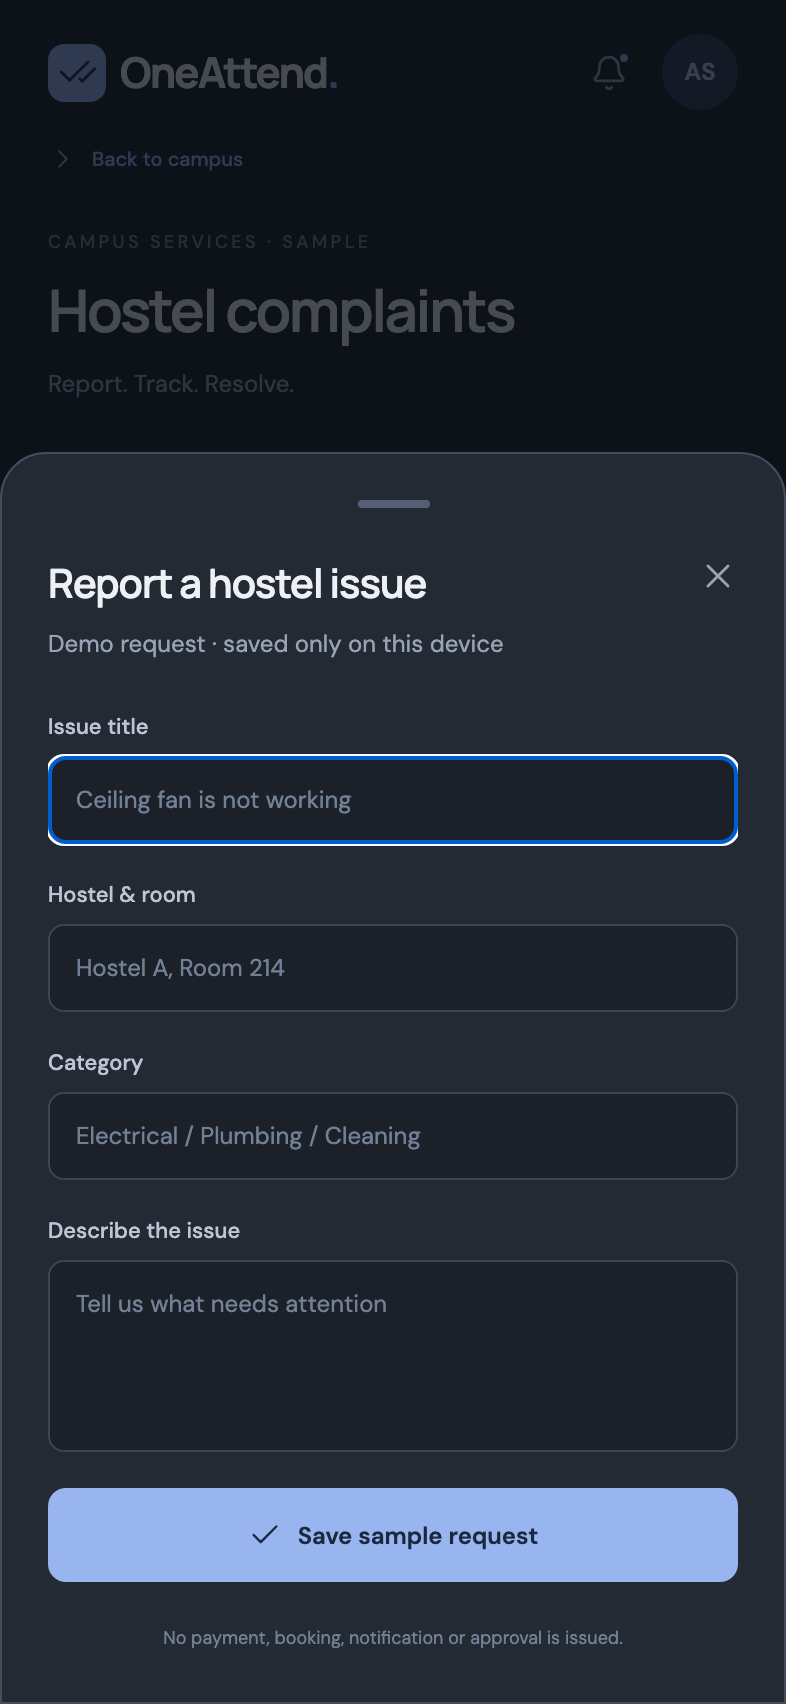 OneAttend.
AS
Back to campus
CAMPUS SERVICES · SAMPLE
Hostel complaints
Report. Track. Resolve.
Report a hostel issue
Demo request · saved only on this device
Issue title
Ceiling fan is not working
Hostel & room
Hostel A, Room 214
Category
Electrical / Plumbing / Cleaning
Describe the issue
Tell us what needs attention
Save sample request
No payment, booking, notification or approval is issued.